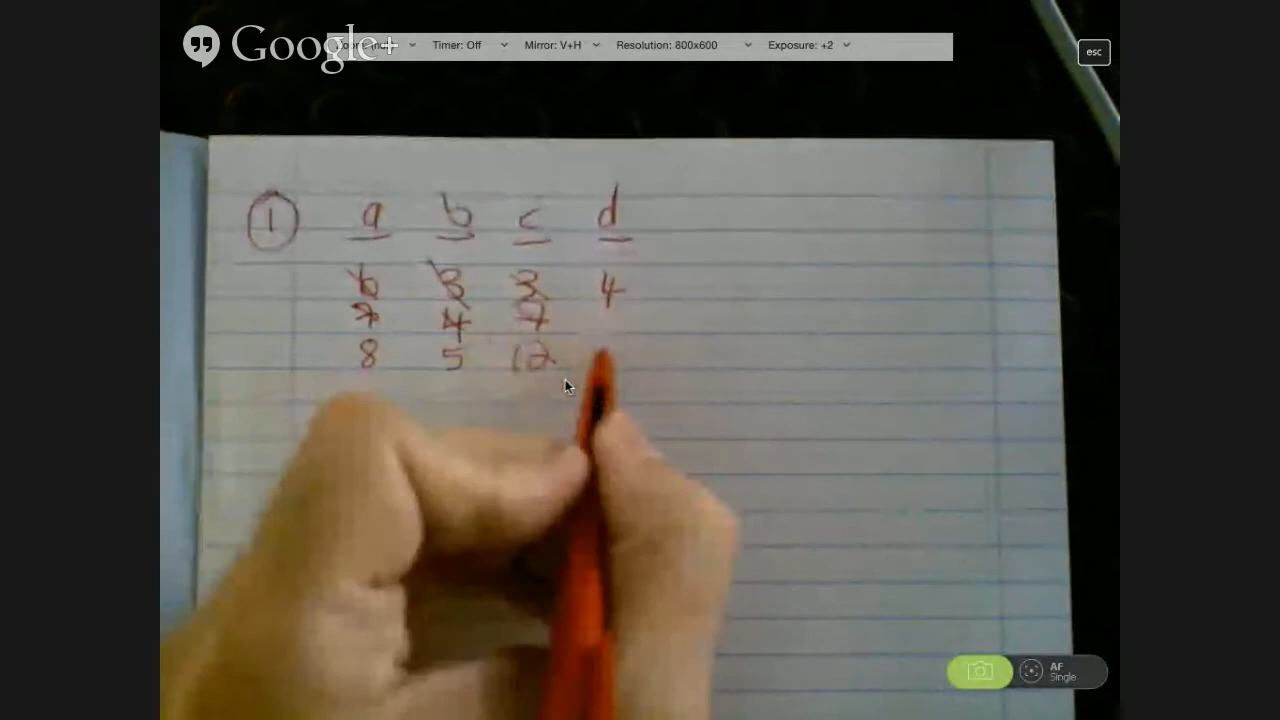 Google+
Timer: Off Mirror: V+H Resolution: 800x600 Exposure: +2
esc
1 a b c d
6 3 3 4
7 4 7
8 5 12
AF
Single